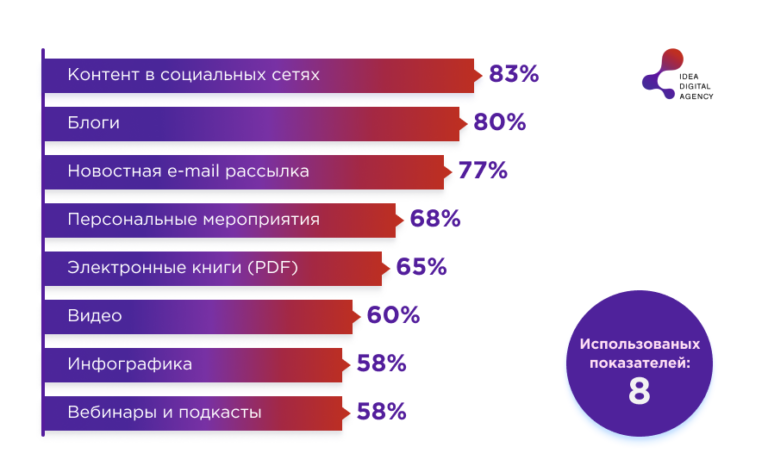 Контент в социальных сетях 83%
IDEA
DIGITAL
AGENCY
Блоги 80%
Новостная e-mail рассылка 77%
Персональные мероприятия 68%
Электронные книги (PDF) 65%
Видео 60%
Инфографика 58%
Вебинары и подкасты 58%
Использованых
показателей:
8